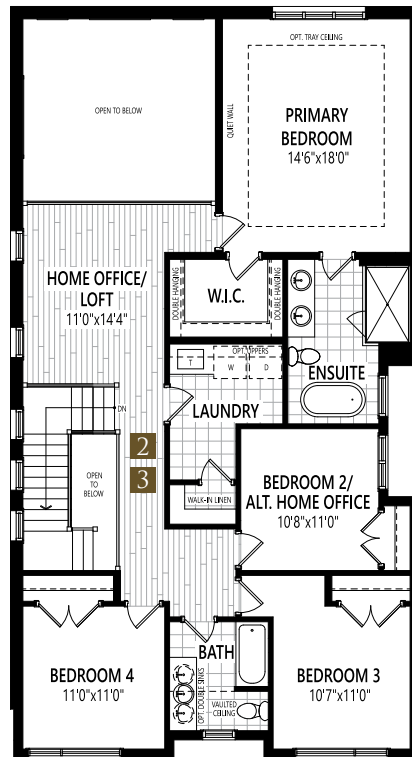 OPT. TRAY CEILING
OPEN TO BELOW
QUIET WALL
PRIMARY
BEDROOM
14'6"x18'0"
HOME OFFICE/
LOFT
11'0"x14'4"
DOUBLE HANGING
W.I.C.
DOUBLE HANGING
OPT. UPPERS
T
W
D
ENSUITE
DN
LAUNDRY
2
3
OPEN
TO
BELOW
WALK-IN LINEN
BEDROOM 2/
ALT. HOME OFFICE
10'8"x11'0"
BEDROOM 4
11'0"x11'0"
BATH
OPT. DOUBLE SINKS
VAULTED
CEILING
BEDROOM 3
10'7"x11'0"